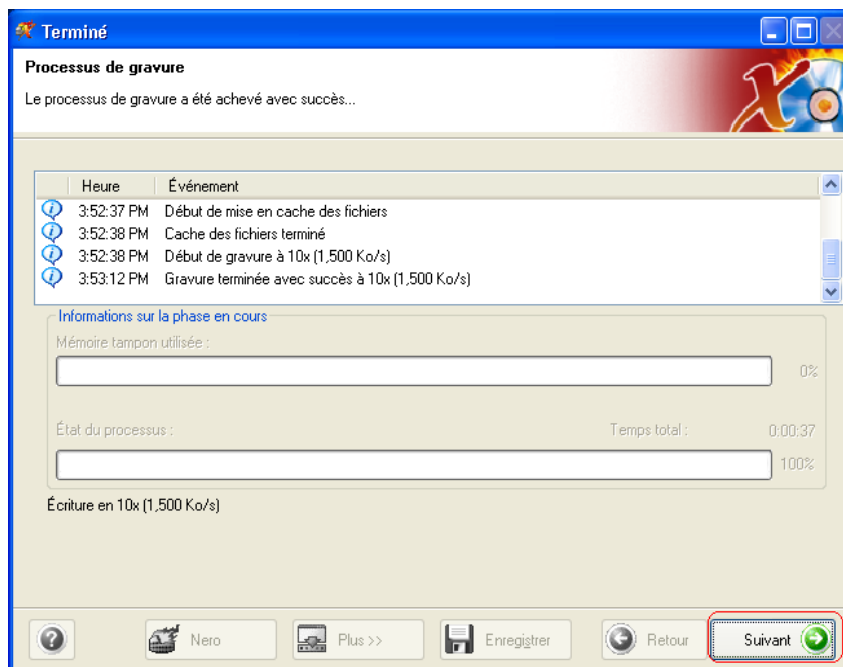 Terminé
Processus de gravure
Le processus de gravure a été achevé avec succès...
Heure Événement
3:52:37 PM Début de mise en cache des fichiers
3:52:38 PM Cache des fichiers terminé
3:52:38 PM Début de gravure à 10x (1,500 Ko/s)
3:53:12 PM Gravure terminée avec succès à 10x (1,500 Ko/s)
Informations sur la phase en cours
Mémoire tampon utilisée :
0%
État du processus : Temps total : 0:00:37
100%
Écriture en 10x (1,500 Ko/s)
Nero Plus >> Enregistrer Retour Suivant